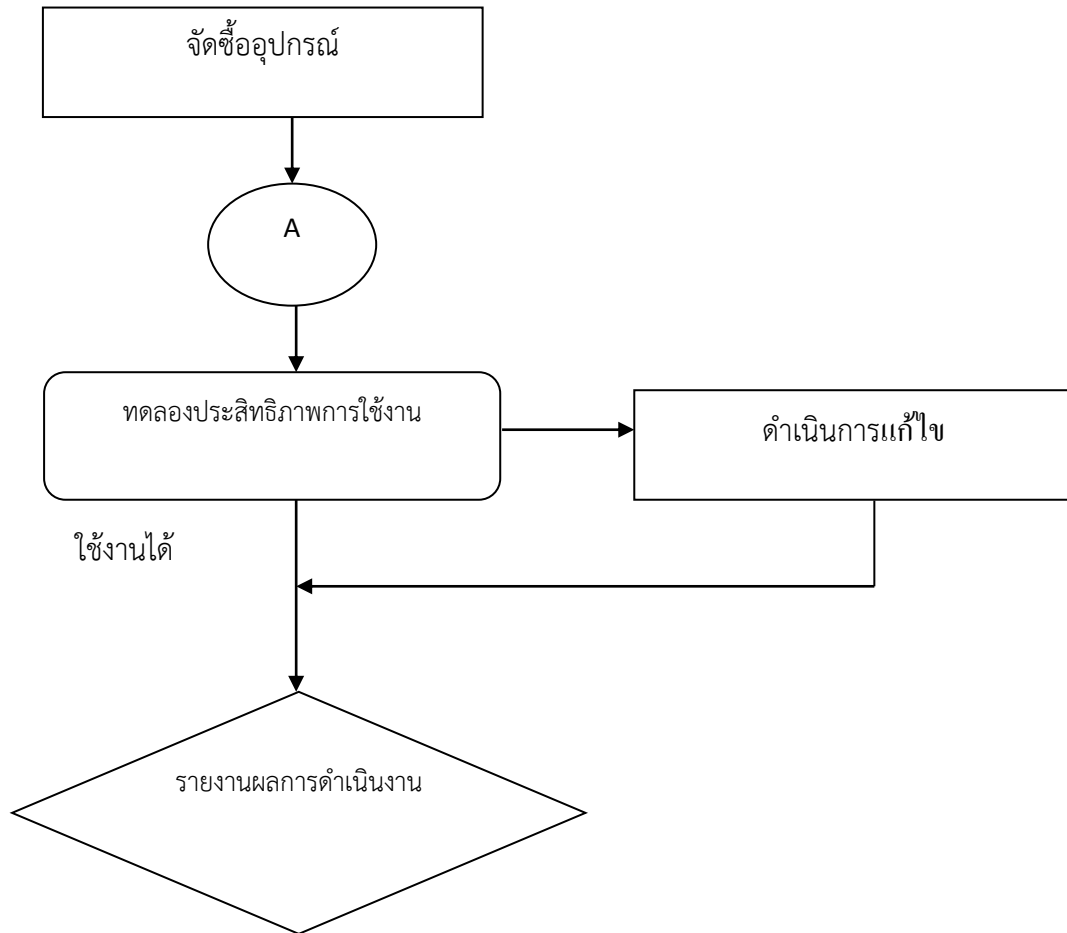 จัดซื้ออุปกรณ์
A
ทดลองประสิทธิภาพการใช้งาน
ดำเนินการแก้ไข
ใช้งานได้
รายงานผลการดำเนินงาน